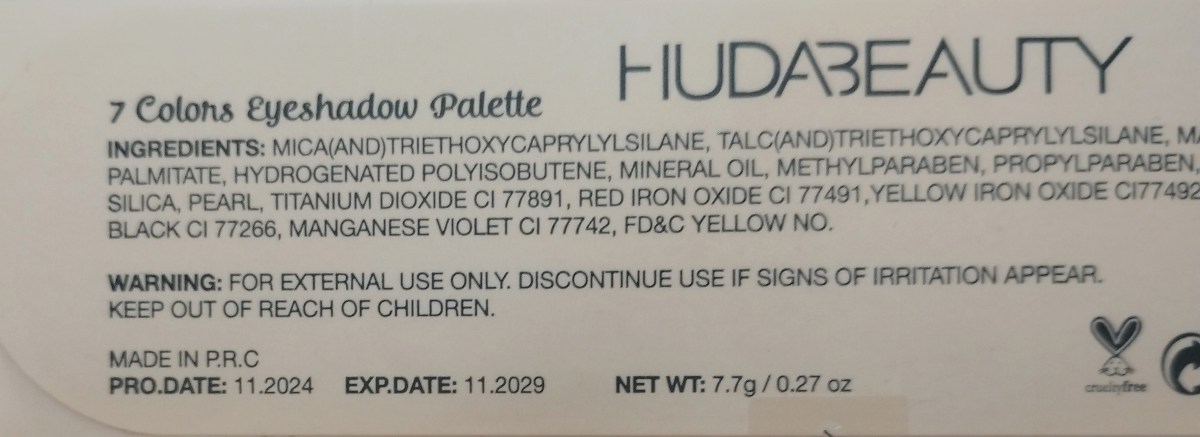 HUDABEAUTY
7 Colors Eyeshadow Palette
INGREDIENTS: MICA(AND)TRIETHOXYCAPRYLYLSILANE, TALC(AND)TRIETHOXYCAPRYLYLSILANE,
PALMITATE, HYDROGENATED POLYISOBUTENE, MINERAL OIL, METHYLPARABEN, PROPYLPARABEN,
SILICA, PEARL, TITANIUM DIOXIDE CI 77891, RED IRON OXIDE CI 77491,YELLOW IRON OXIDE CI77492
BLACK CI 77266, MANGANESE VIOLET CI 77742, FD&C YELLOW NO.
WARNING: FOR EXTERNAL USE ONLY. DISCONTINUE USE IF SIGNS OF IRRITATION APPEAR.
KEEP OUT OF REACH OF CHILDREN.
MADE IN P.R.C
PRO.DATE: 11.2024 EXP.DATE: 11.2029 NET WT: 7.7g / 0.27 oz
crueltyfree